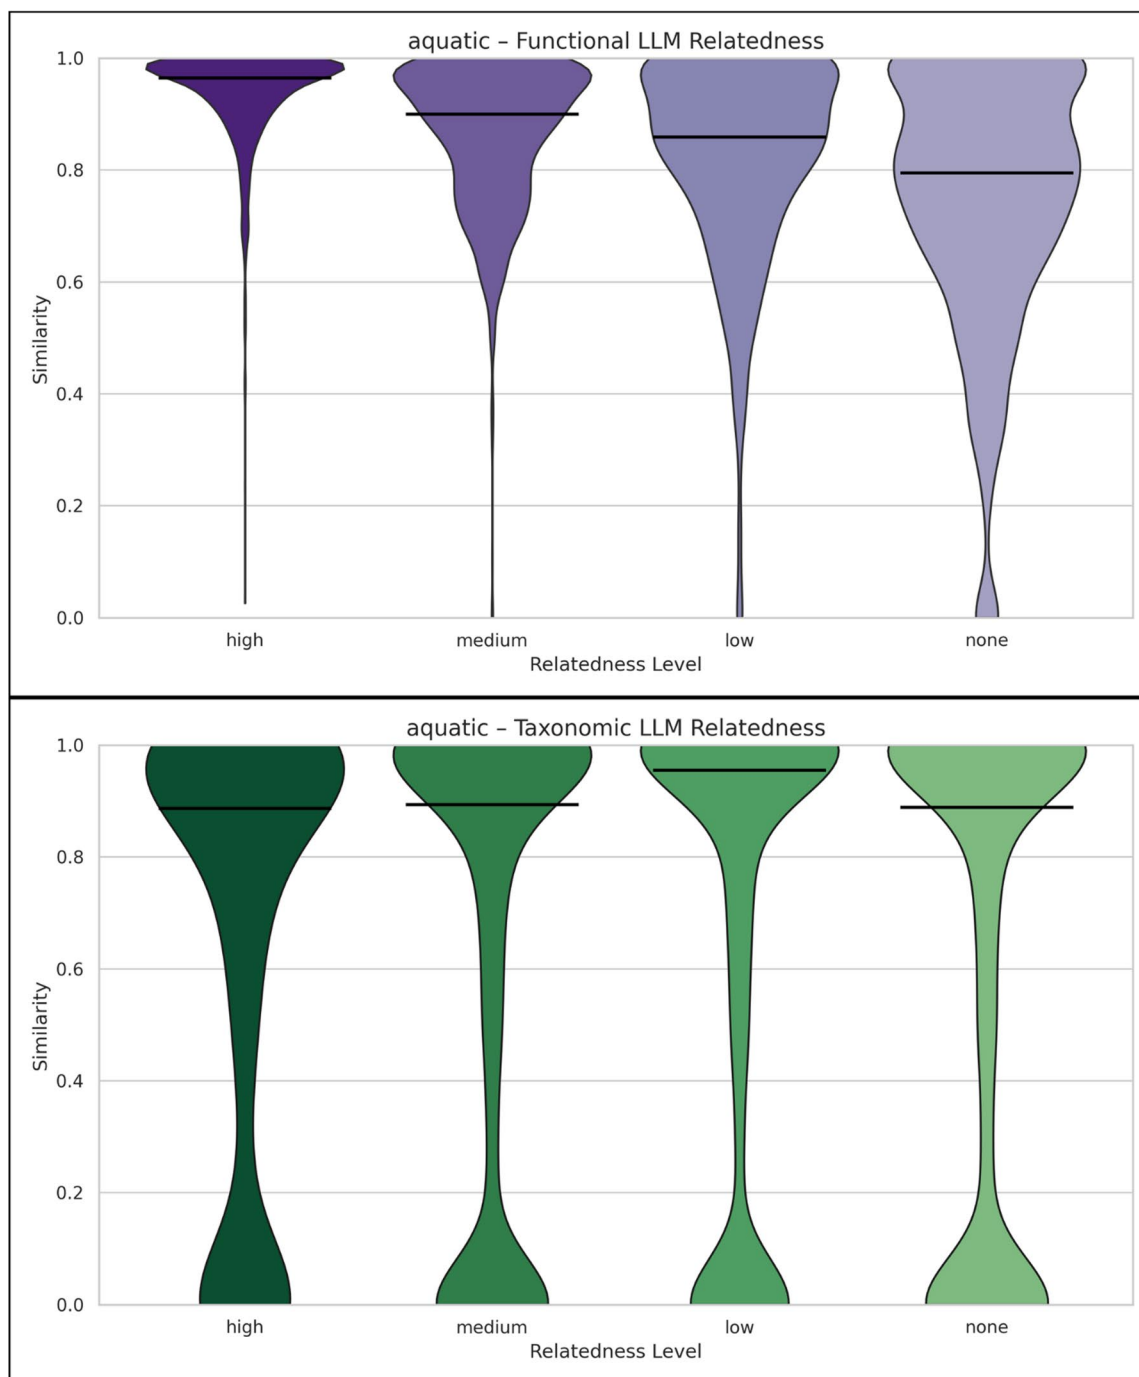 aquatic – Functional LLM Relatedness
1.0
0.8
0.6
0.4
0.2
0.0
Similarity
high medium low none
Relatedness Level
aquatic – Taxonomic LLM Relatedness
1.0
0.8
0.6
0.4
0.2
0.0
Similarity
high medium low none
Relatedness Level